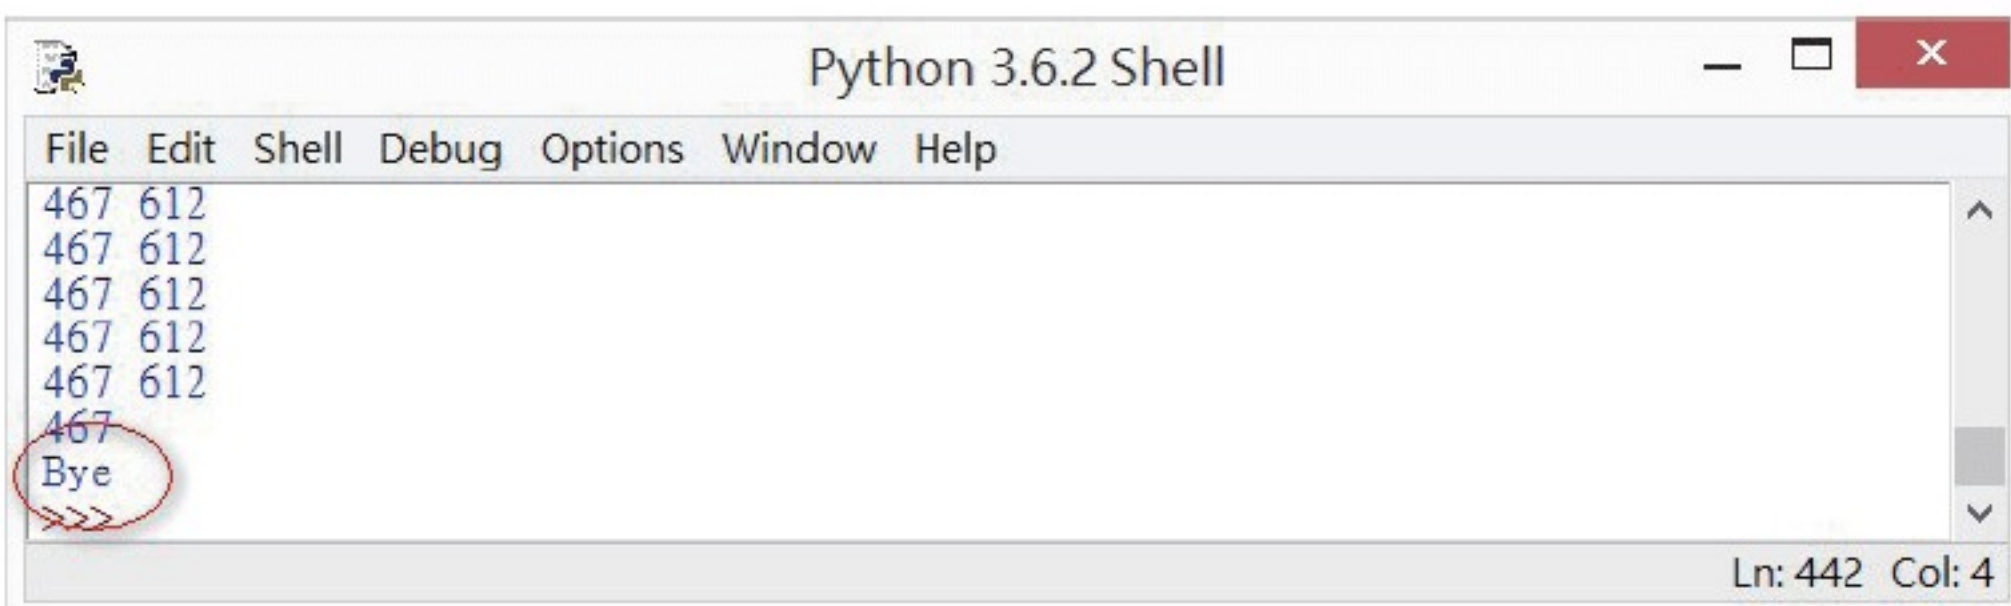 Python 3.6.2 Shell
File Edit Shell Debug Options Window Help
467 612
467 612
467 612
467 612
467 612
467
Bye
>>>
Ln: 442 Col: 4